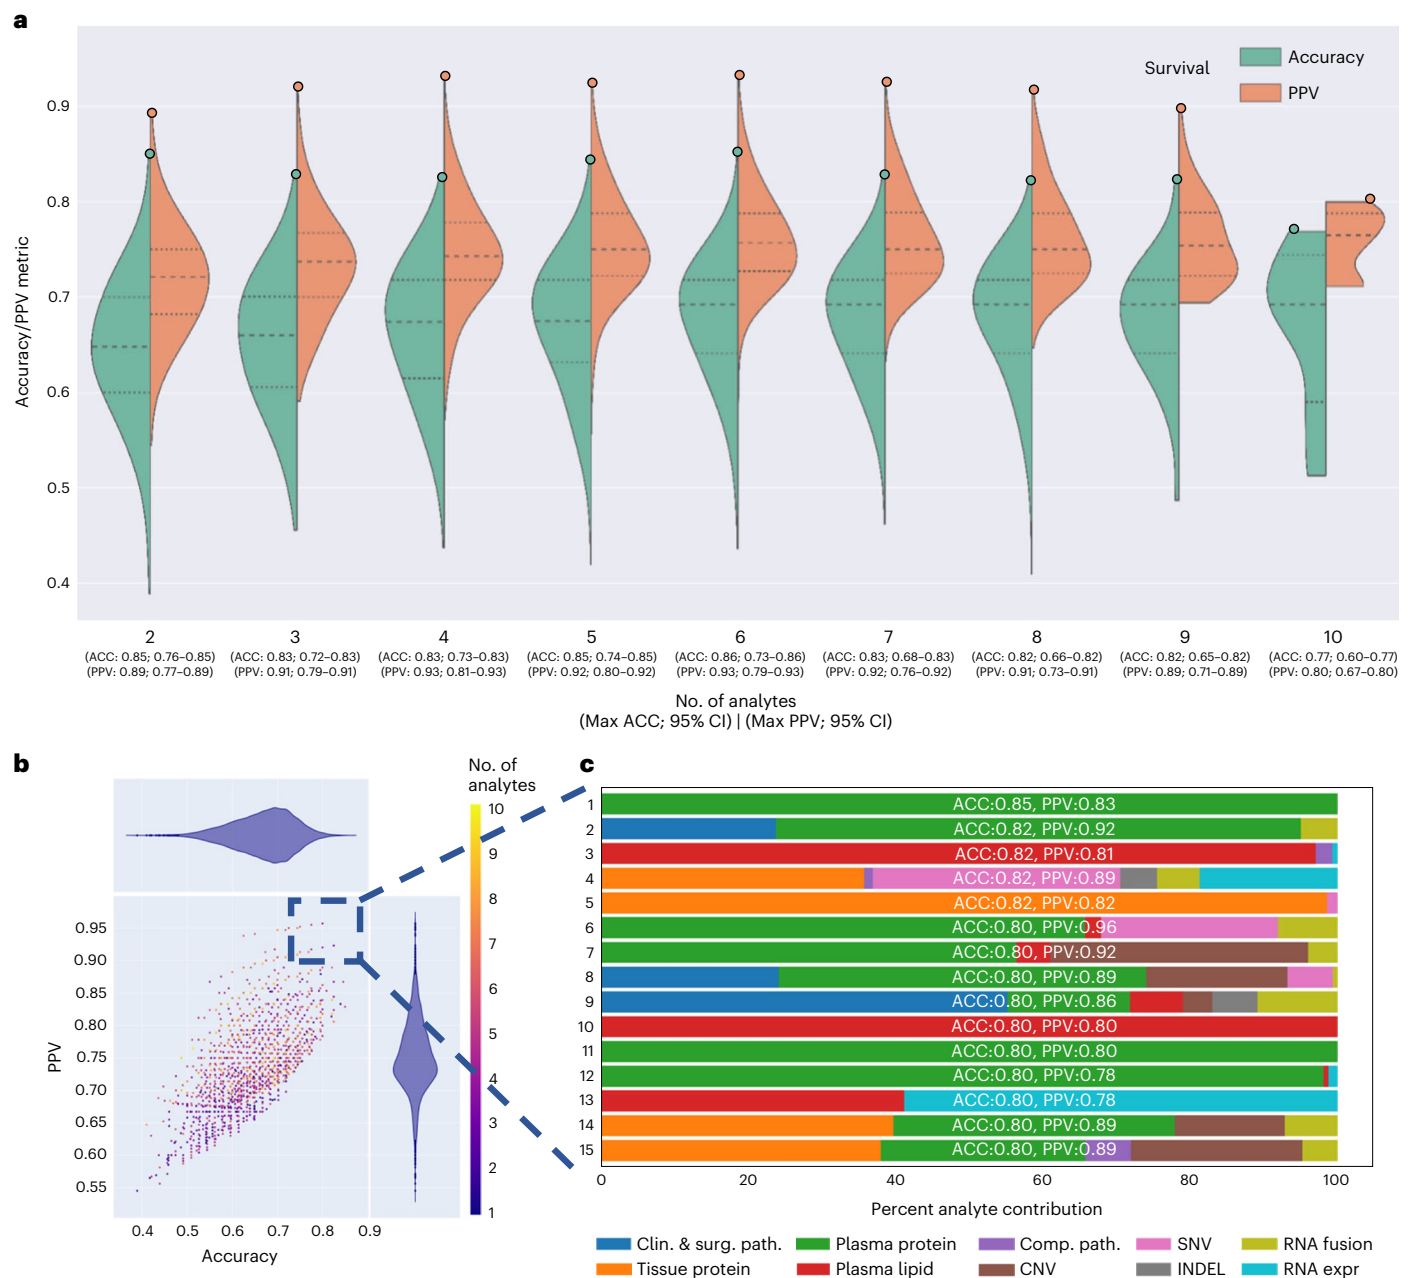 a
Survival
Accuracy
PPV
0.9
0.8
0.7
0.6
0.5
0.4
Accuracy/PPV metric
2 3 4 5 6 7 8 9 10
(ACC: 0.85; 0.76–0.85) (ACC: 0.83; 0.72–0.83) (ACC: 0.83; 0.73–0.83) (ACC: 0.85; 0.74–0.85) (ACC: 0.86; 0.73–0.86) (ACC: 0.83; 0.68–0.83) (ACC: 0.82; 0.66–0.82) (ACC: 0.82; 0.65–0.82) (ACC: 0.77; 0.60–0.77)
(PPV: 0.89; 0.77–0.89) (PPV: 0.91; 0.79–0.91) (PPV: 0.93; 0.81–0.93) (PPV: 0.92; 0.80–0.92) (PPV: 0.93; 0.79–0.93) (PPV: 0.92; 0.76–0.92) (PPV: 0.91; 0.73–0.91) (PPV: 0.89; 0.71–0.89) (PPV: 0.80; 0.67–0.80)
No. of analytes
(Max ACC; 95% CI) | (Max PPV; 95% CI)
b
No. of
analytes
10
9
8
7
6
5
4
3
2
1
0.95
0.90
0.85
0.80
0.75
0.70
0.65
0.60
0.55
PPV
0.4 0.5 0.6 0.7 0.8 0.9
Accuracy
c
1 ACC:0.85, PPV:0.83
2 ACC:0.82, PPV:0.92
3 ACC:0.82, PPV:0.81
4 ACC:0.82, PPV:0.89
5 ACC:0.82, PPV:0.82
6 ACC:0.80, PPV:0.96
7 ACC:0.80, PPV:0.92
8 ACC:0.80, PPV:0.89
9 ACC:0.80, PPV:0.86
10 ACC:0.80, PPV:0.80
11 ACC:0.80, PPV:0.80
12 ACC:0.80, PPV:0.78
13 ACC:0.80, PPV:0.78
14 ACC:0.80, PPV:0.89
15 ACC:0.80, PPV:0.89
0 20 40 60 80 100
Percent analyte contribution
Clin. & surg. path. Plasma protein Comp. path. SNV RNA fusion
Tissue protein Plasma lipid CNV INDEL RNA expr